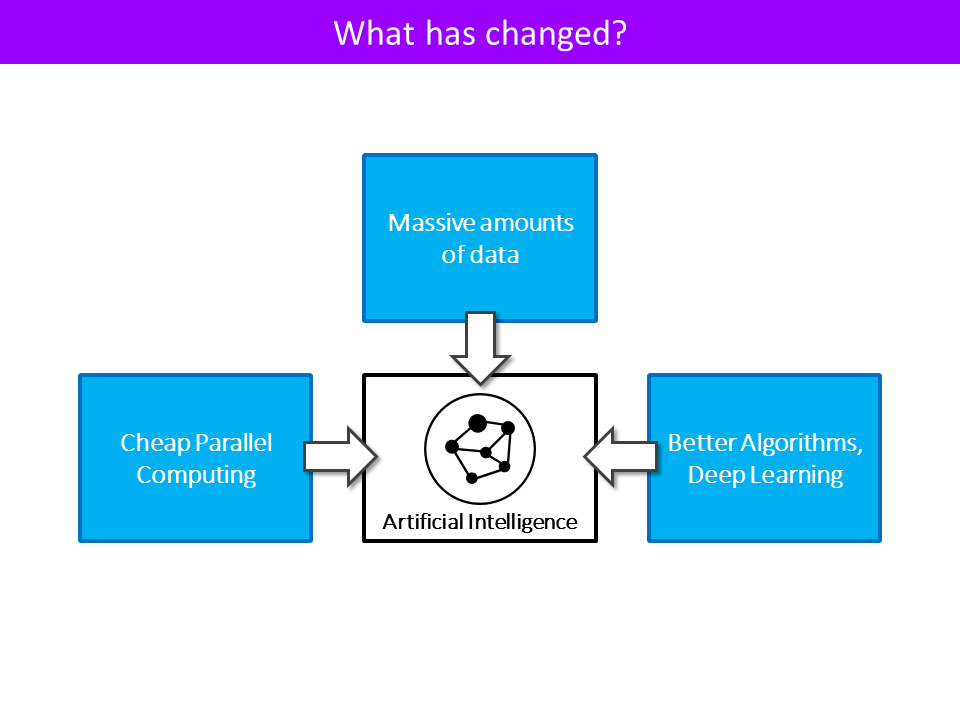 What has changed?
Massive amounts
of data
Cheap Parallel
Computing
Artificial Intelligence
Better Algorithms,
Deep Learning